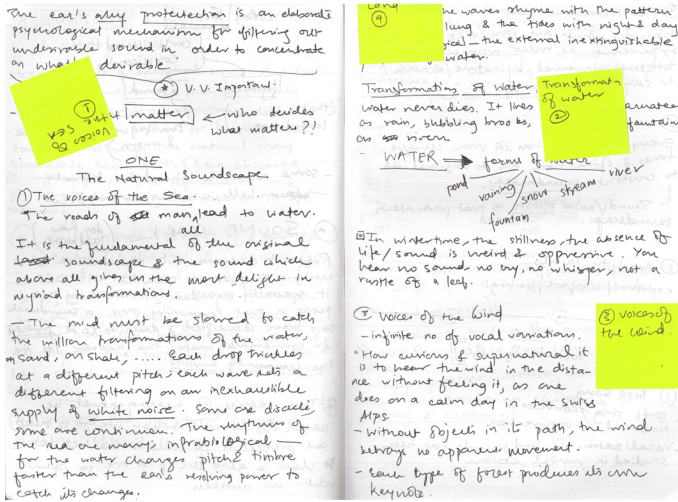 The ear's only protection is an elaborate
psychological mechanism for filtering out
undesirable sound in order to concentrate
on what's desirable
V. V. Important.
① Voices
of the
SEA
matter ← who decides
what matters?!
ONE
The Natural Soundscape
① The voices of the Sea.
The roads of man all lead to water.
It is the fundamental of the original
soundscape & the sound which
above all gives us the most delight in
myriad transformations.
— The mind must be slowed to catch
the million transformations of the water,
on sand, on shale, ..... Each drop trickles
at a different pitch; each wave sets a
different filtering on an inexhaustible
supply of white noise. Some are discrete,
some are continuous. The rhythms of
the sea are many: infrabiological —
for the water changes pitch & timbre
faster than the ear's resolving power to
catch its change.
he waves rhyme with the pattern
lung & the tides with night & day
gical — the external inextinguishable
water.
Transformations of Water
water never dies. It lives
as rain, bubbling brooks, fountain
as rivers
Transformation
of water
②
- WATER → forms of water
pond
raining
fountain
snow
stream
river
In wintertime, the stillness, the absence of
life/sound is weird & oppressive. You
hear no sound, no cry, no whisper, not a
rustle of a leaf.
③ Voices of the Wind
- infinite no of vocal variations.
"How curious & supernatural it
is to hear the wind in the dista-
nce without feeling it, as one
does on a calm day in the Swiss
Alps.
- Without objects in its path, the wind
betrays no apparent movement.
- Each type of forest produces its own
keynote.
③ voices of
the wind.